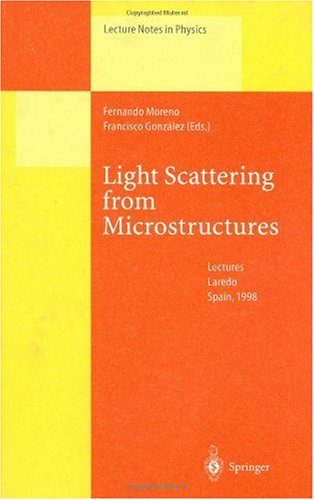 Lecture Notes in Physics
Fernando Moreno
Francisco González (Eds.)
Light Scattering
from
Microstructures
Lectures
Laredo
Spain, 1998
Springer